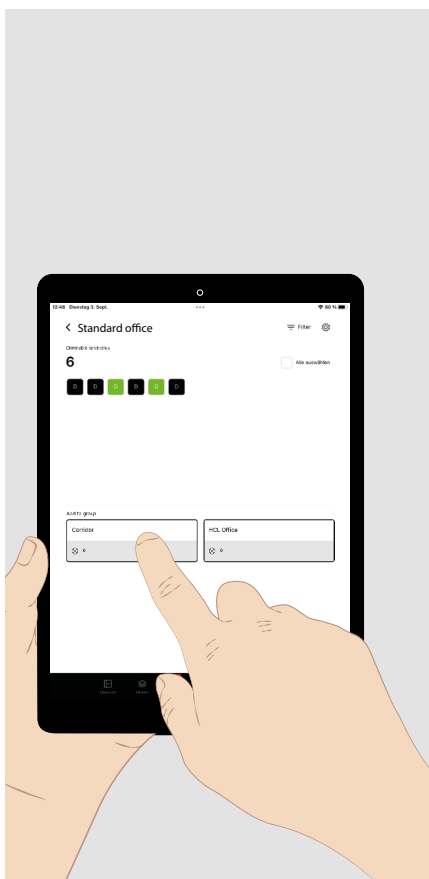 12:48 Dienstag 3. Sept.
80 %
Standard office
Filter
Dimmable luminaires
6
Alle auswählen
D D D D D D
Add to group
Corridor
HCL Office
0
0